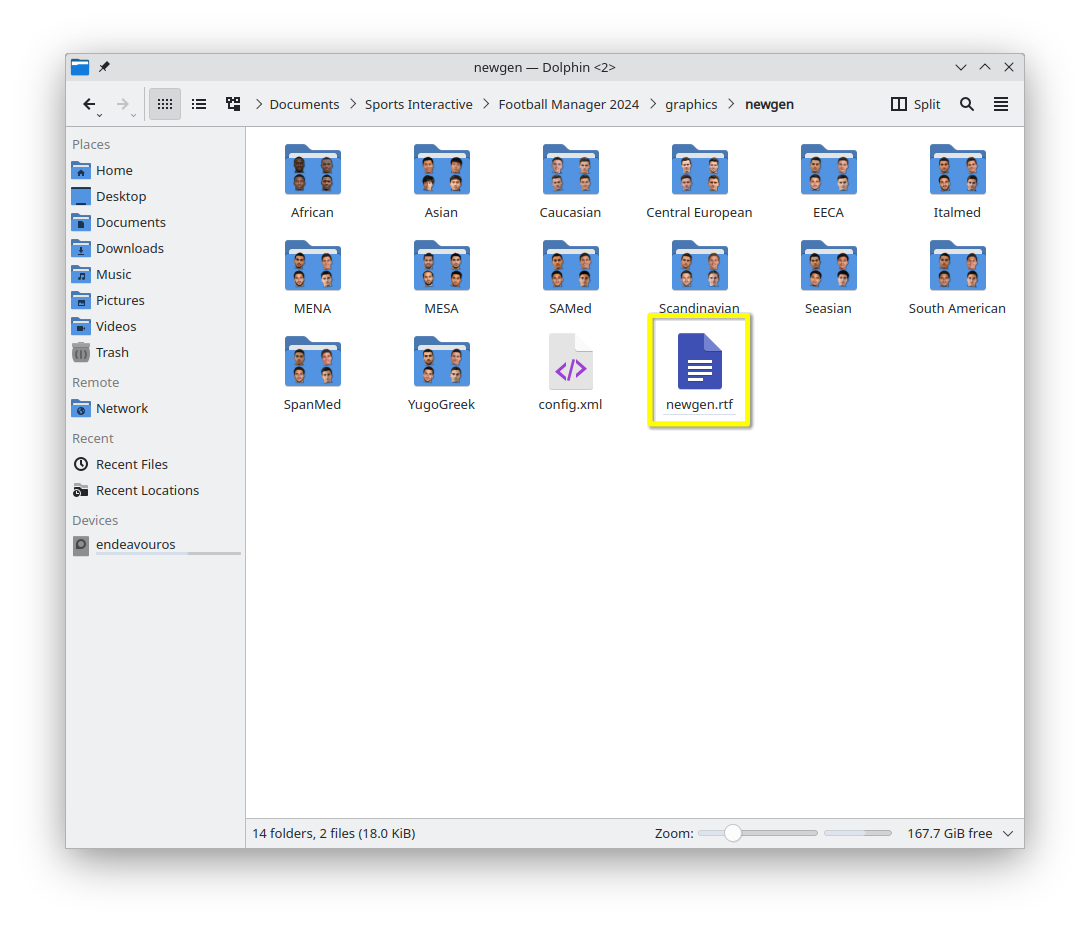 newgen — Dolphin <2>
Documents
Sports Interactive
Football Manager 2024
graphics
newgen
Split
Places
Home
Desktop
Documents
Downloads
Music
Pictures
Videos
Trash
Remote
Network
Recent
Recent Files
Recent Locations
Devices
endeavouros
African
Asian
Caucasian
Central European
EECA
Italmed
MENA
MESA
SAMed
Scandinavian
Seasian
South American
SpanMed
YugoGreek
config.xml
newgen.rtf
14 folders, 2 files (18.0 KiB)
Zoom:
167.7 GiB free